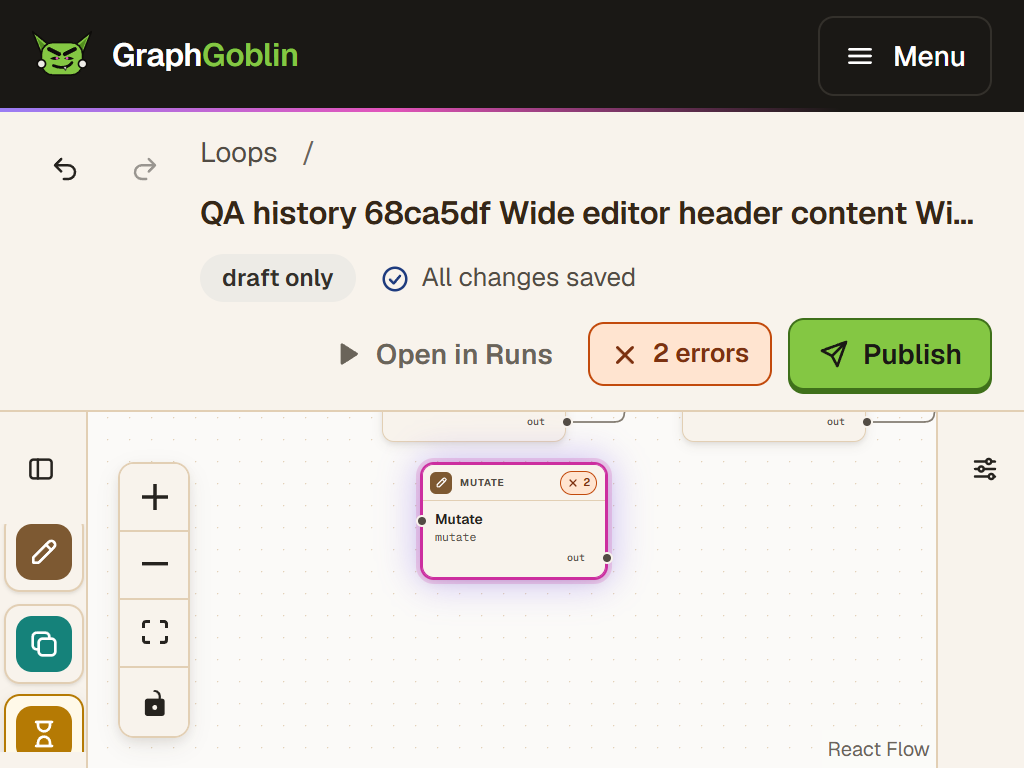 GraphGoblin
Menu
Loops /
QA history 68ca5df Wide editor header content Wi...
draft only
All changes saved
Open in Runs
2 errors
Publish
out
out
MUTATE
2
Mutate
mutate
out
React Flow